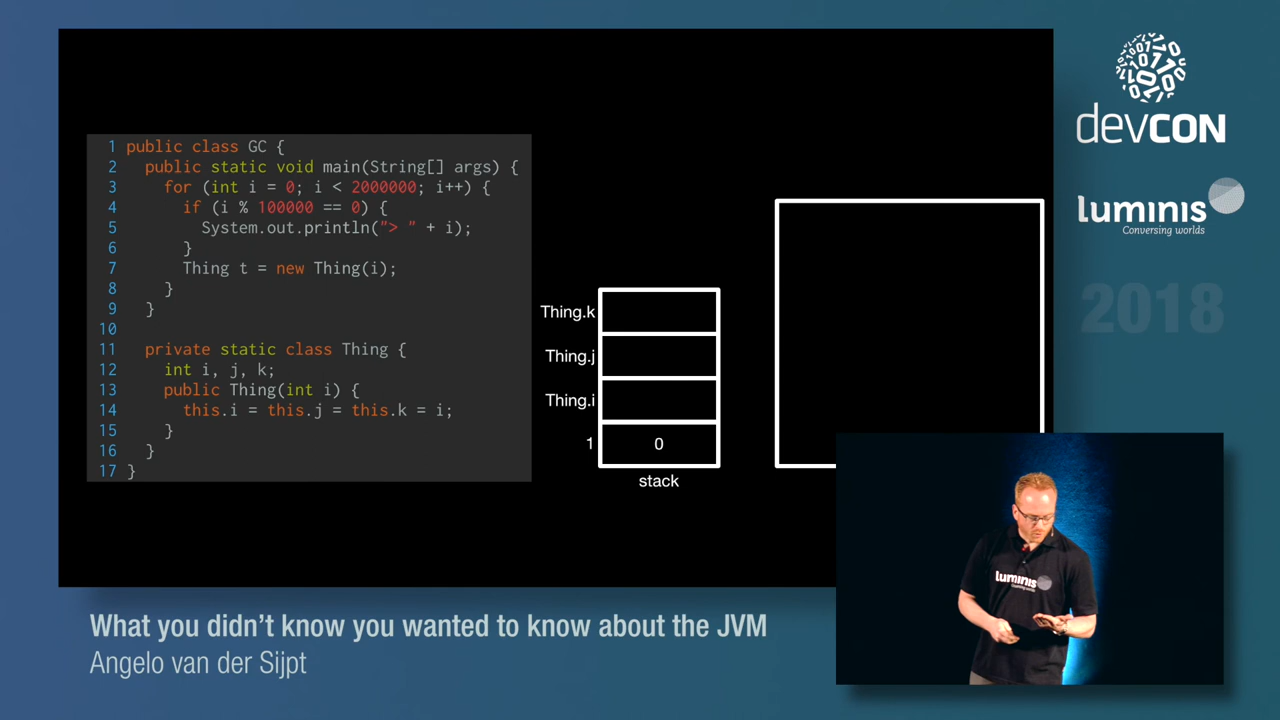 1 public class GC {
2 public static void main(String[] args) {
3 for (int i = 0; i < 2000000; i++) {
4 if (i % 100000 == 0) {
5 System.out.println("> " + i);
6 }
7 Thing t = new Thing(i);
8 }
9 }
10
11 private static class Thing {
12 int i, j, k;
13 public Thing(int i) {
14 this.i = this.j = this.k = i;
15 }
16 }
17 }
Thing.k
Thing.j
Thing.i
1 0
stack
devcon
luminis
Conversing worlds
2018
luminis
What you didn't know you wanted to know about the JVM
Angelo van der Sijpt